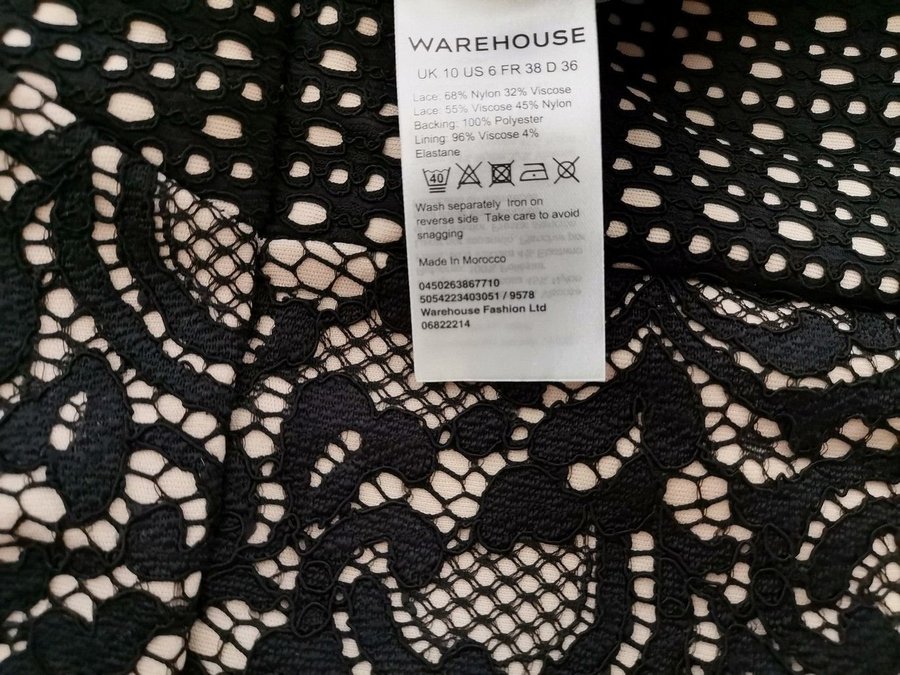 WAREHOUSE
UK 10 US 6 FR 38 D 36
Lace: 68% Nylon 32% Viscose
Lace: 55% Viscose 45% Nylon
Backing: 100% Polyester
Lining: 96% Viscose 4%
Elastane
40
Wash separately Iron on
reverse side Take care to avoid
snagging
Made In Morocco
0450263867710
5054223403051 / 9578
Warehouse Fashion Ltd
06822214